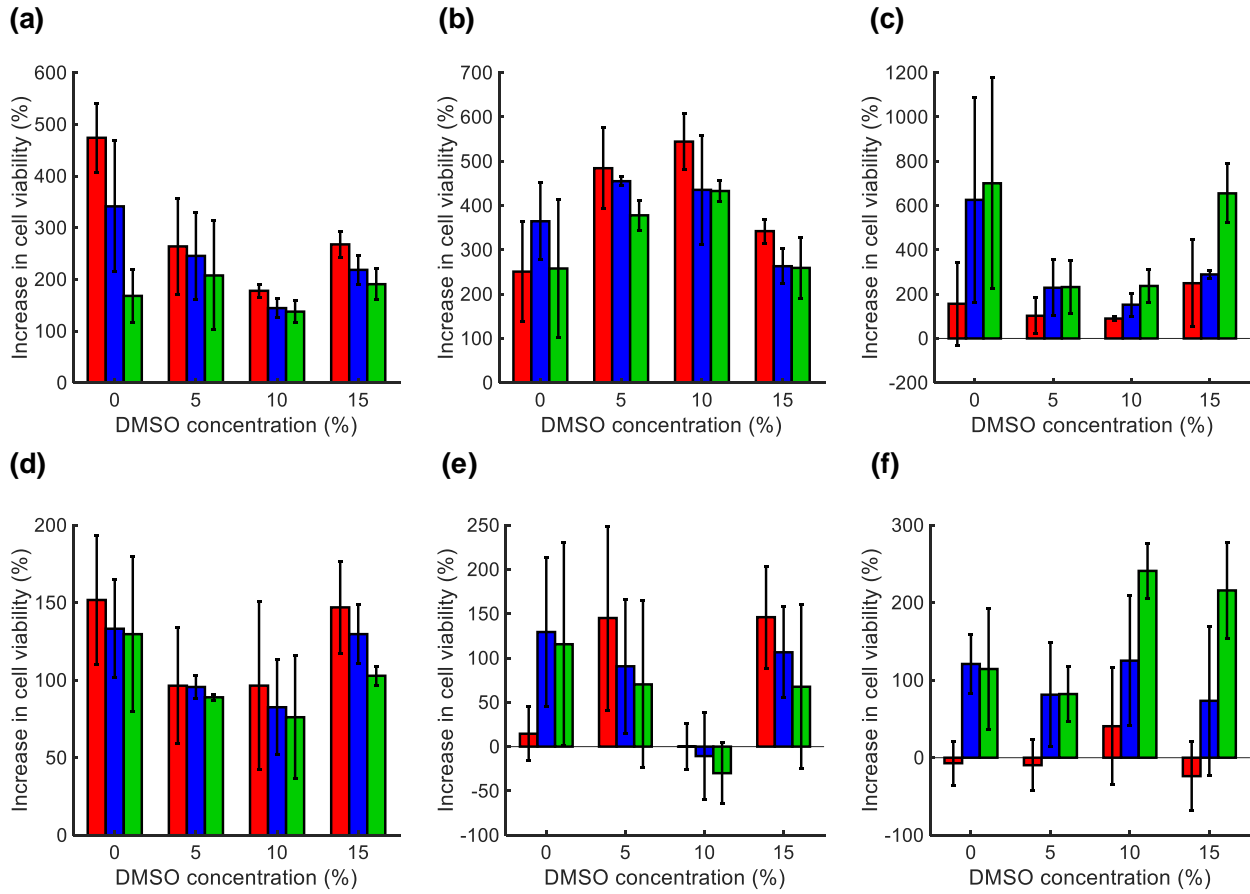 (a)
Increase in cell viability (%)
600
500
400
300
200
100
0
0 5 10 15
DMSO concentration (%)
(b)
Increase in cell viability (%)
700
600
500
400
300
200
100
0
0 5 10 15
DMSO concentration (%)
(c)
Increase in cell viability (%)
1200
1000
800
600
400
200
0
-200
0 5 10 15
DMSO concentration (%)
(d)
Increase in cell viability (%)
200
150
100
50
0
0 5 10 15
DMSO concentration (%)
(e)
Increase in cell viability (%)
250
200
150
100
50
0
-50
-100
0 5 10 15
DMSO concentration (%)
(f)
Increase in cell viability (%)
300
200
100
0
-100
0 5 10 15
DMSO concentration (%)